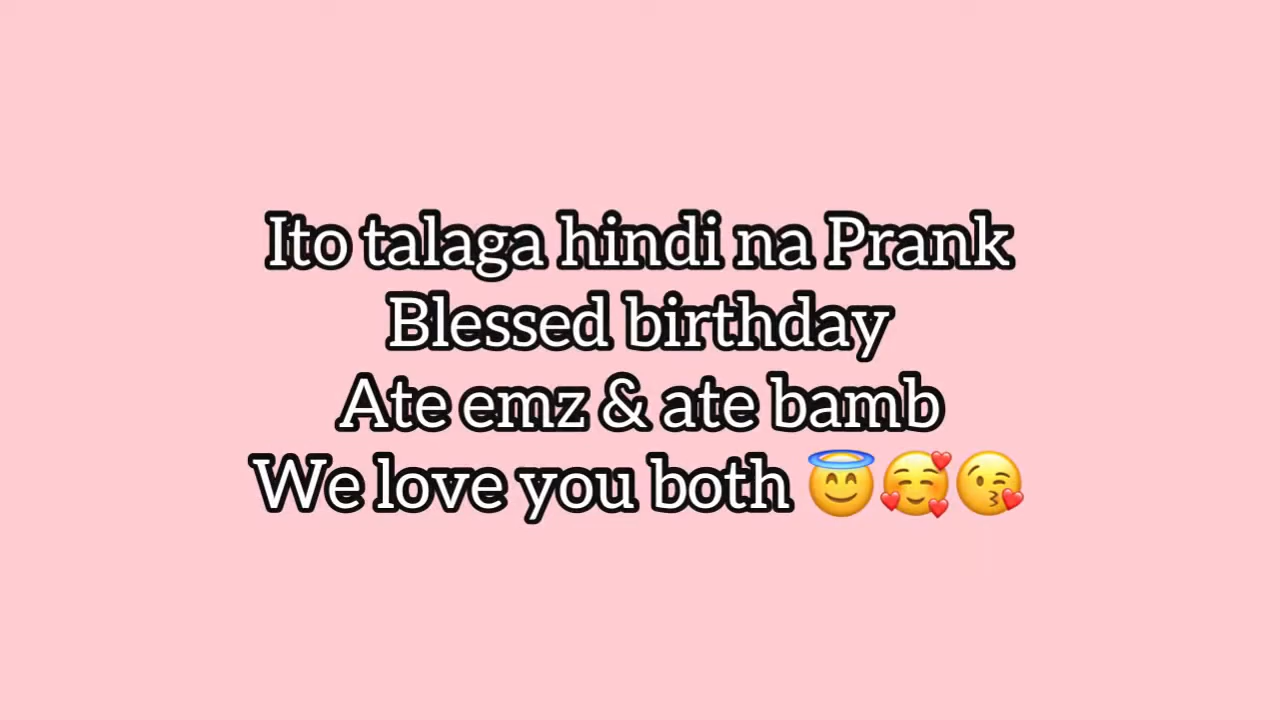 Ito talaga hindi na Prank
Blessed birthday
Ate emz & ate bamb
We love you both 😇🥰😘